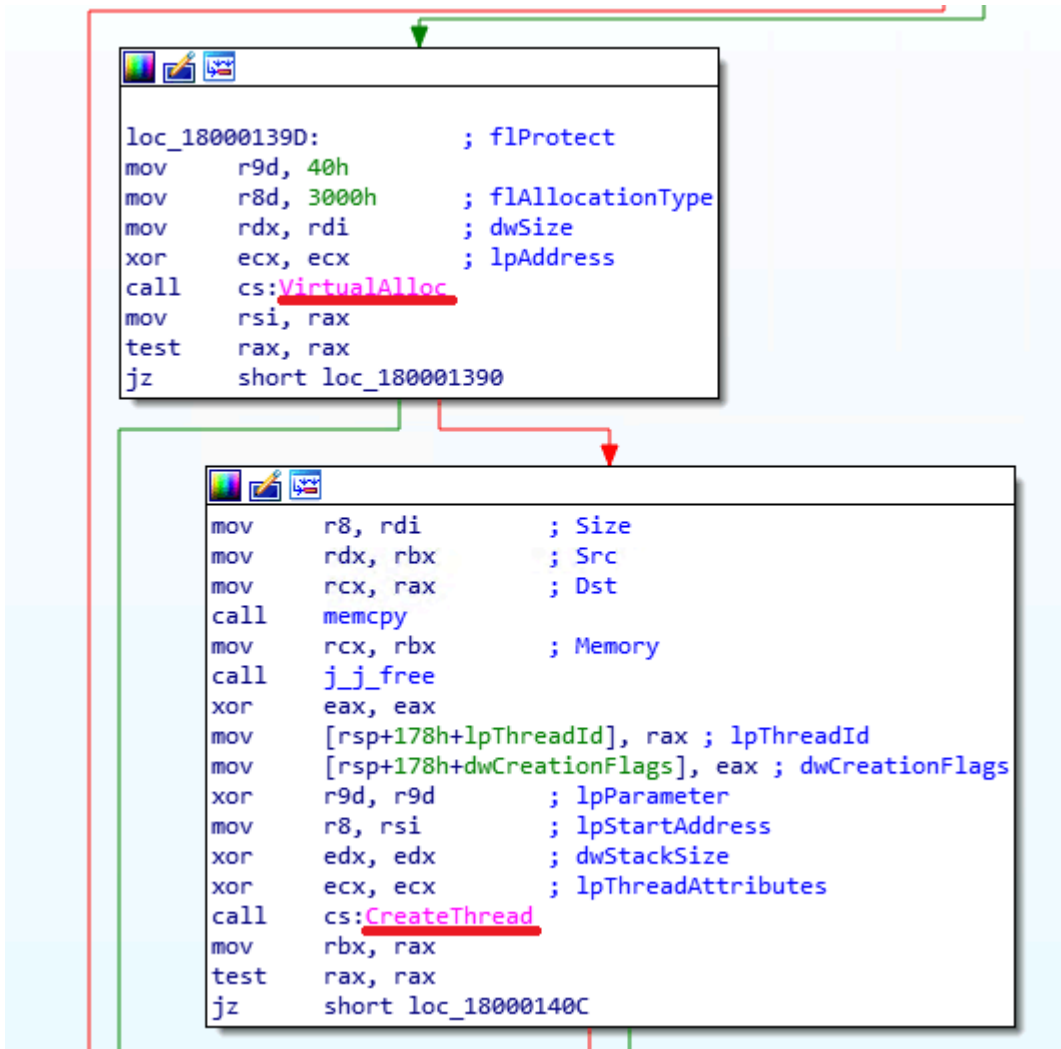 loc_18000139D: ; flProtect
mov r9d, 40h
mov r8d, 3000h ; flAllocationType
mov rdx, rdi ; dwSize
xor ecx, ecx ; lpAddress
call cs:VirtualAlloc
mov rsi, rax
test rax, rax
jz short loc_180001390
mov r8, rdi ; Size
mov rdx, rbx ; Src
mov rcx, rax ; Dst
call memcpy
mov rcx, rbx ; Memory
call j_j_free
xor eax, eax
mov [rsp+178h+lpThreadId], rax ; lpThreadId
mov [rsp+178h+dwCreationFlags], eax ; dwCreationFlags
xor r9d, r9d ; lpParameter
mov r8, rsi ; lpStartAddress
xor edx, edx ; dwStackSize
xor ecx, ecx ; lpThreadAttributes
call cs:CreateThread
mov rbx, rax
test rax, rax
jz short loc_18000140C